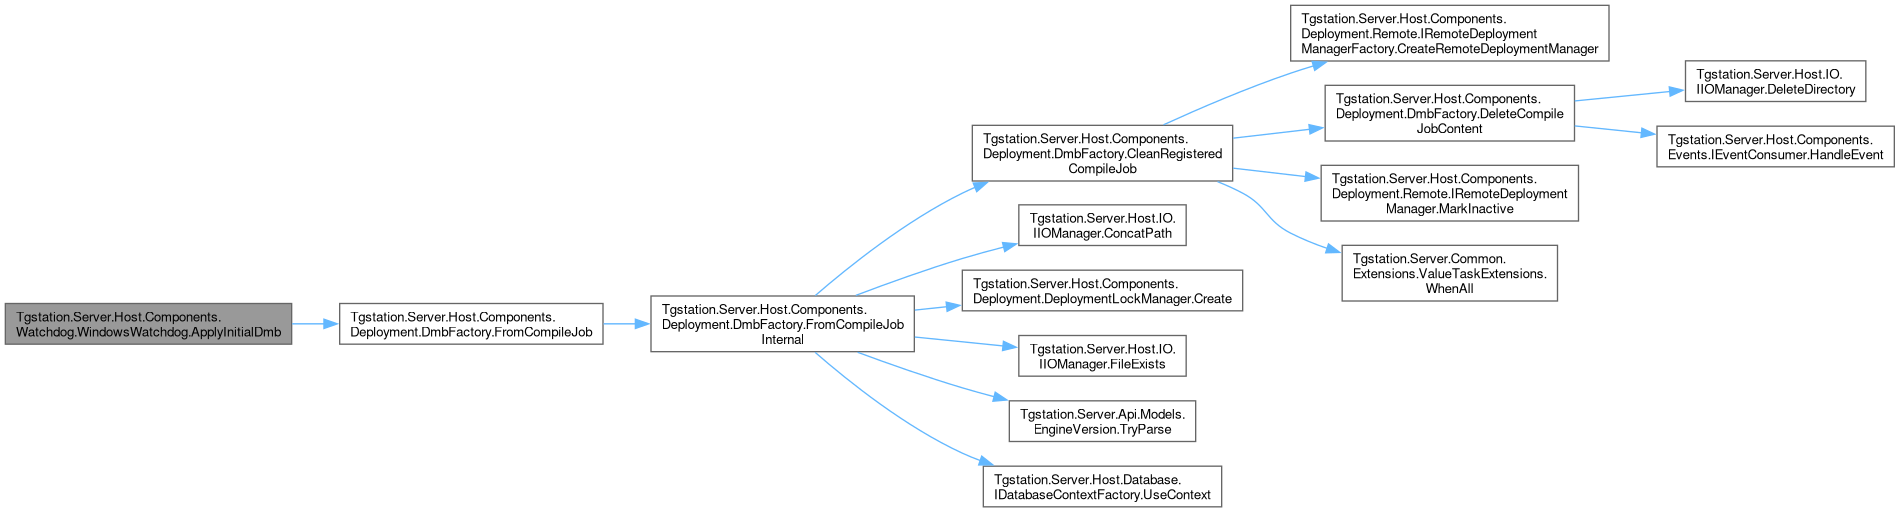 Tgstation.Server.Host.Components.
Watchdog.WindowsWatchdog.ApplyInitialDmb
Tgstation.Server.Host.Components.
Deployment.DmbFactory.FromCompileJob
Tgstation.Server.Host.Components.
Deployment.DmbFactory.FromCompileJob
Internal
Tgstation.Server.Host.Components.
Deployment.DmbFactory.CleanRegistered
CompileJob
Tgstation.Server.Host.Components.
Deployment.Remote.IRemoteDeployment
ManagerFactory.CreateRemoteDeploymentManager
Tgstation.Server.Host.Components.
Deployment.DmbFactory.DeleteCompile
JobContent
Tgstation.Server.Host.IO.
IIOManager.DeleteDirectory
Tgstation.Server.Host.Components.
Events.IEventConsumer.HandleEvent
Tgstation.Server.Host.Components.
Deployment.Remote.IRemoteDeployment
Manager.MarkInactive
Tgstation.Server.Common.
Extensions.ValueTaskExtensions.
WhenAll
Tgstation.Server.Host.IO.
IIOManager.ConcatPath
Tgstation.Server.Host.Components.
Deployment.DeploymentLockManager.Create
Tgstation.Server.Host.IO.
IIOManager.FileExists
Tgstation.Server.Api.Models.
EngineVersion.TryParse
Tgstation.Server.Host.Database.
IDatabaseContextFactory.UseContext